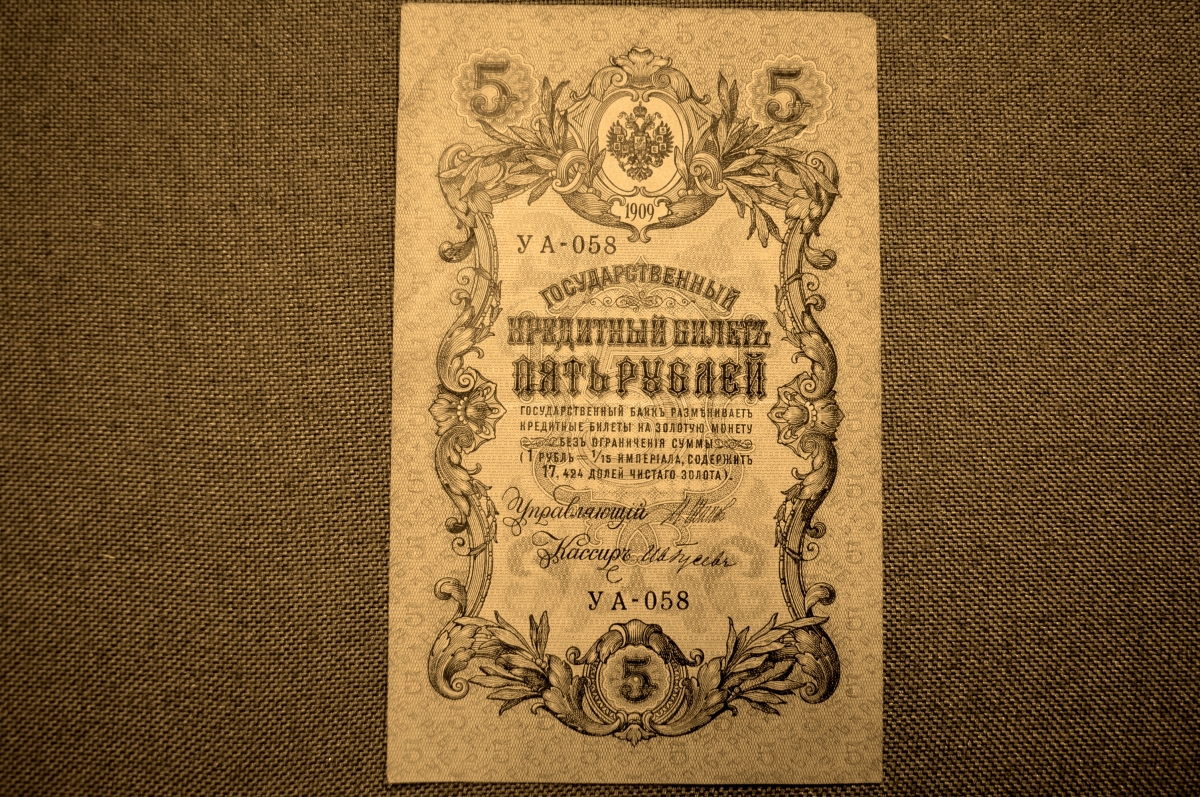 5 5
1909
УА-058
ГОСУДАРСТВЕННЫЙ
КРЕДИТНЫЙ БИЛЕТЪ
ПЯТЬ РУБЛЕЙ
ГОСУДАРСТВЕННЫЙ БАНКЪ РАЗМѢНИВАЕТЪ
КРЕДИТНЫЕ БИЛЕТЫ НА ЗОЛОТУЮ МОНЕТУ
БЕЗЪ ОГРАНИЧЕНІЯ СУММЫ
(1 РУБЛЬ = 1/15 ИМПЕРІАЛА, СОДЕРЖИТЪ
17,424 ДОЛЕЙ ЧИСТАГО ЗОЛОТА).
Управляющій
Кассиръ
УА-058
5